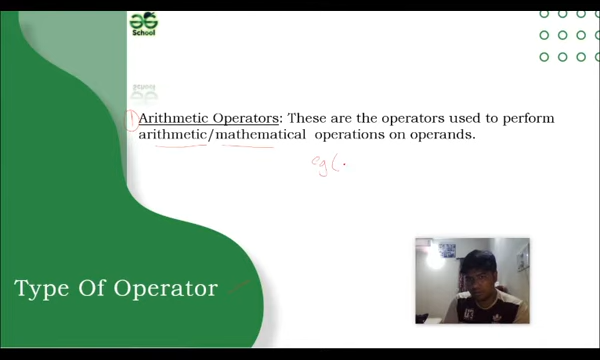 School
① Arithmetic Operators: These are the operators used to perform
arithmetic/mathematical operations on operands.
eg (
Type Of Operator